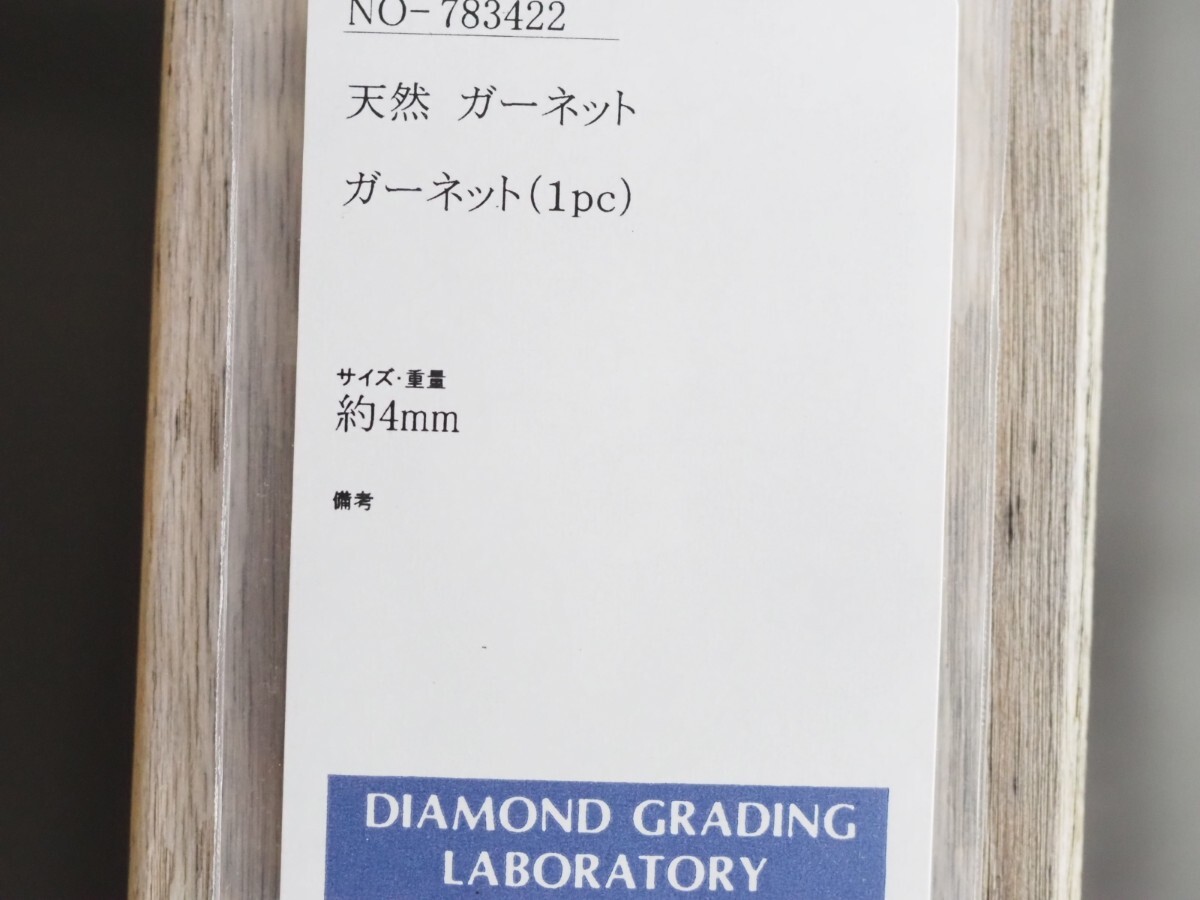 NO-783422
天然 ガーネット
ガーネット(1pc)
サイズ·重量
約4mm
備考
DIAMOND GRADING
LABORATORY